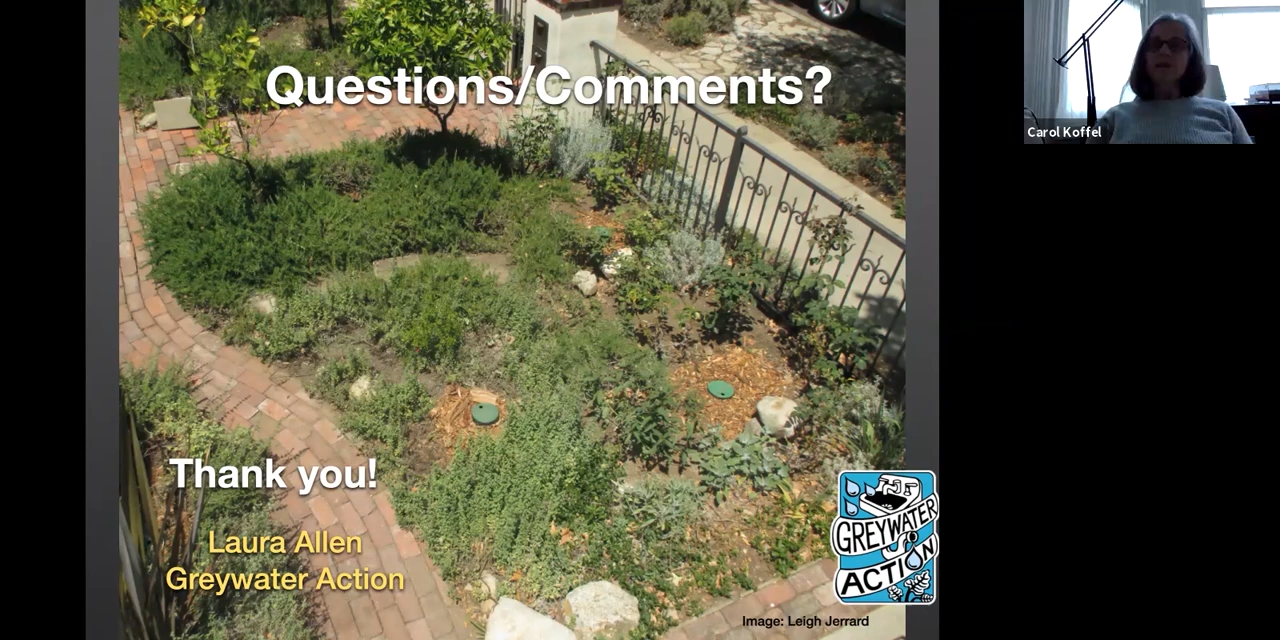 Questions/Comments?
Carol Koffel
Thank you!
Laura Allen
Greywater Action
GREYWATER
ACTION
Image: Leigh Jerrard